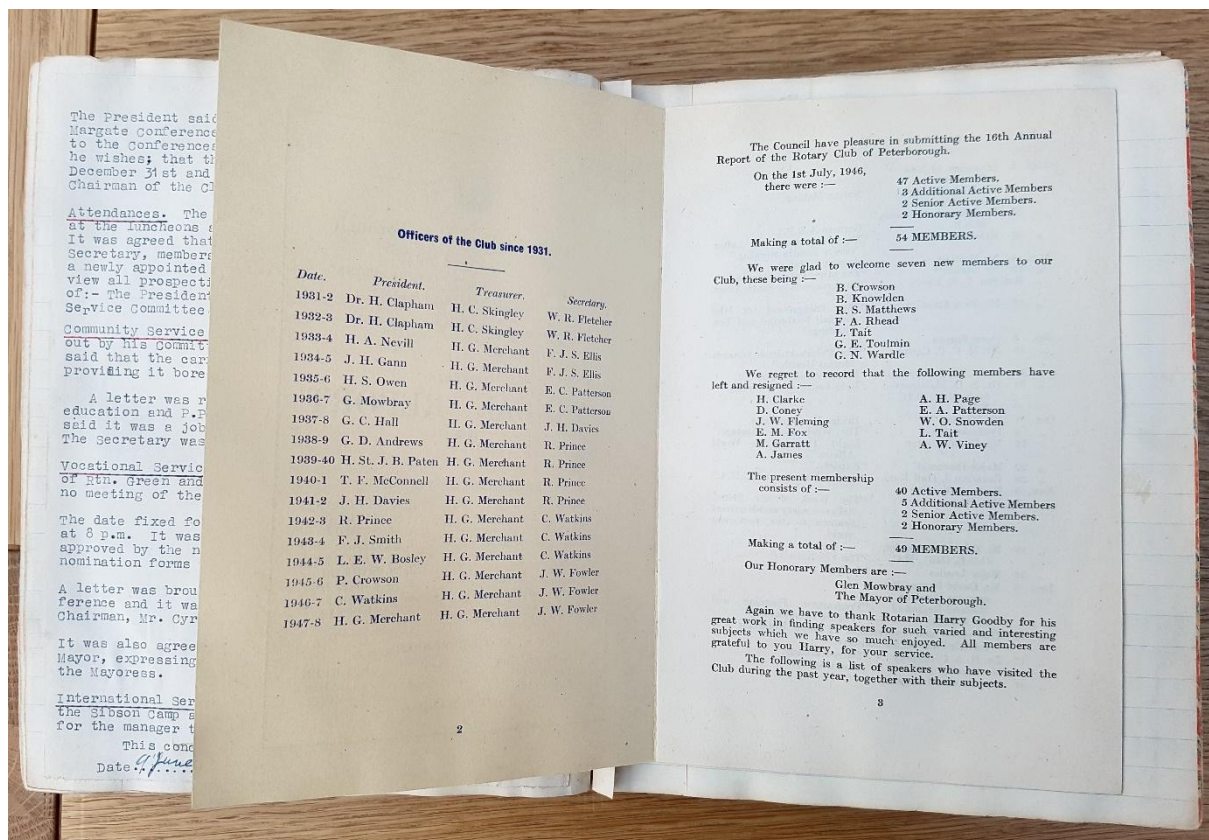 The President said
Margate Conference
to the Conferences
he wishes; that th
December 31st and
Chairman of the Cl
Attendances. The
at the luncheons a
It was agreed that
Secretary, members
a newly appointed
view all prospecti
of:- The President
Service Committee
Community Service
out by his Commit
said that the car
providing it bore
A letter was r
education and P.P
said it was a job
The Secretary was
Vocational Servic
of Rtn. Green and
no meeting of the
The date fixed fo
at 8 p.m. It was
approved by the n
nomination forms
A letter was brou
ference and it wa
Chairman, Mr. Cyr
It was also agree
Mayor, expressing
the Mayoress.
International Ser
the Sibson Camp a
for the manager t
This conc
Date 9 June
Officers of the Club since 1931.
Date. President. Treasurer. Secretary.
1931-2 Dr. H. Clapham H. C. Skingley W. R. Fletcher
1932-3 Dr. H. Clapham H. C. Skingley W. R. Fletcher
1933-4 H. A. Nevill H. G. Merchant F. J. S. Ellis
1934-5 J. H. Gann H. G. Merchant F. J. S. Ellis
1935-6 H. S. Owen H. G. Merchant E. C. Patterson
1936-7 G. Mowbray H. G. Merchant E. C. Patterson
1937-8 G. C. Hall H. G. Merchant J. H. Davies
1938-9 G. D. Andrews H. G. Merchant R. Prince
1939-40 H. St. J. B. Paten H. G. Merchant R. Prince
1940-1 T. F. McConnell H. G. Merchant R. Prince
1941-2 J. H. Davies H. G. Merchant R. Prince
1942-3 R. Prince H. G. Merchant C. Watkins
1943-4 F. J. Smith H. G. Merchant C. Watkins
1944-5 L. E. W. Bosley H. G. Merchant C. Watkins
1945-6 P. Crowson H. G. Merchant J. W. Fowler
1946-7 C. Watkins H. G. Merchant J. W. Fowler
1947-8 H. G. Merchant H. G. Merchant J. W. Fowler
2
The Council have pleasure in submitting the 16th Annual
Report of the Rotary Club of Peterborough.
On the 1st July, 1946,
there were :—
47 Active Members.
3 Additional Active Members
2 Senior Active Members.
2 Honorary Members.
Making a total of :— 54 MEMBERS.
We were glad to welcome seven new members to our
Club, these being :—
B. Crowson
B. Knowlden
R. S. Matthews
F. A. Rhead
L. Tait
G. E. Toulmin
G. N. Wardle
We regret to record that the following members have
left and resigned :—
H. Clarke
D. Coney
J. W. Fleming
E. M. Fox
M. Garratt
A. James
A. H. Page
E. A. Patterson
W. O. Snowden
L. Tait
A. W. Viney
The present membership
consists of :—
40 Active Members.
5 Additional Active Members
2 Senior Active Members.
2 Honorary Members.
Making a total of :— 49 MEMBERS.
Our Honorary Members are :—
Glen Mowbray and
The Mayor of Peterborough.
Again we have to thank Rotarian Harry Goodby for his
great work in finding speakers for such varied and interesting
subjects which we have so much enjoyed. All members are
grateful to you Harry, for your service.
The following is a list of speakers who have visited the
Club during the past year, together with their subjects.
3